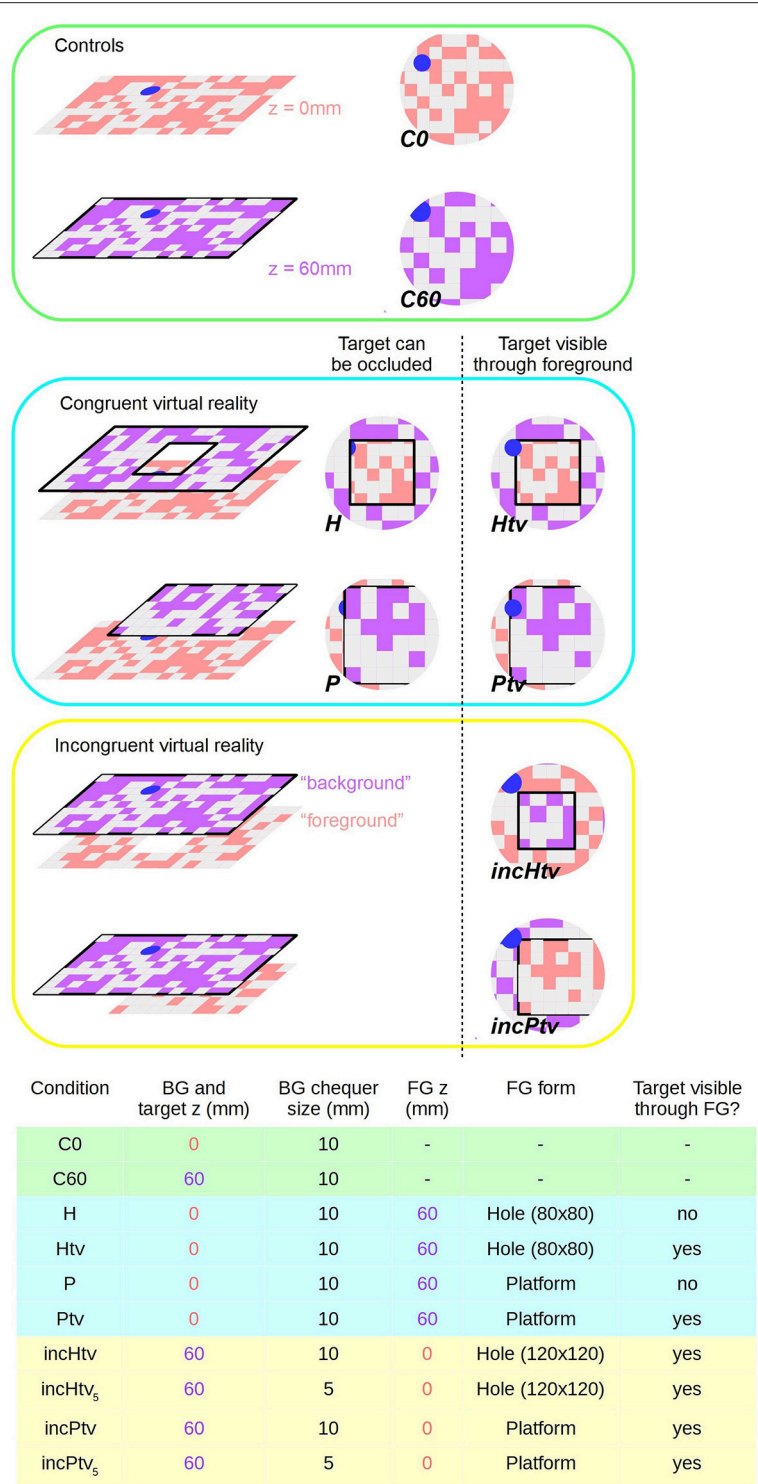 Controls
z = 0mm
C0
z = 60mm
C60
Target can
be occluded
Target visible
through foreground
Congruent virtual reality
H
Htv
P
Ptv
Incongruent virtual reality
“background”
“foreground”
incHtv
incPtv
Condition BG and target z (mm) BG chequer size (mm) FG z (mm) FG form Target visible through FG?
C0 0 10 - - -
C60 60 10 - - -
H 0 10 60 Hole (80x80) no
Htv 0 10 60 Hole (80x80) yes
P 0 10 60 Platform no
Ptv 0 10 60 Platform yes
incHtv 60 10 0 Hole (120x120) yes
incHtv5 60 5 0 Hole (120x120) yes
incPtv 60 10 0 Platform yes
incPtv5 60 5 0 Platform yes